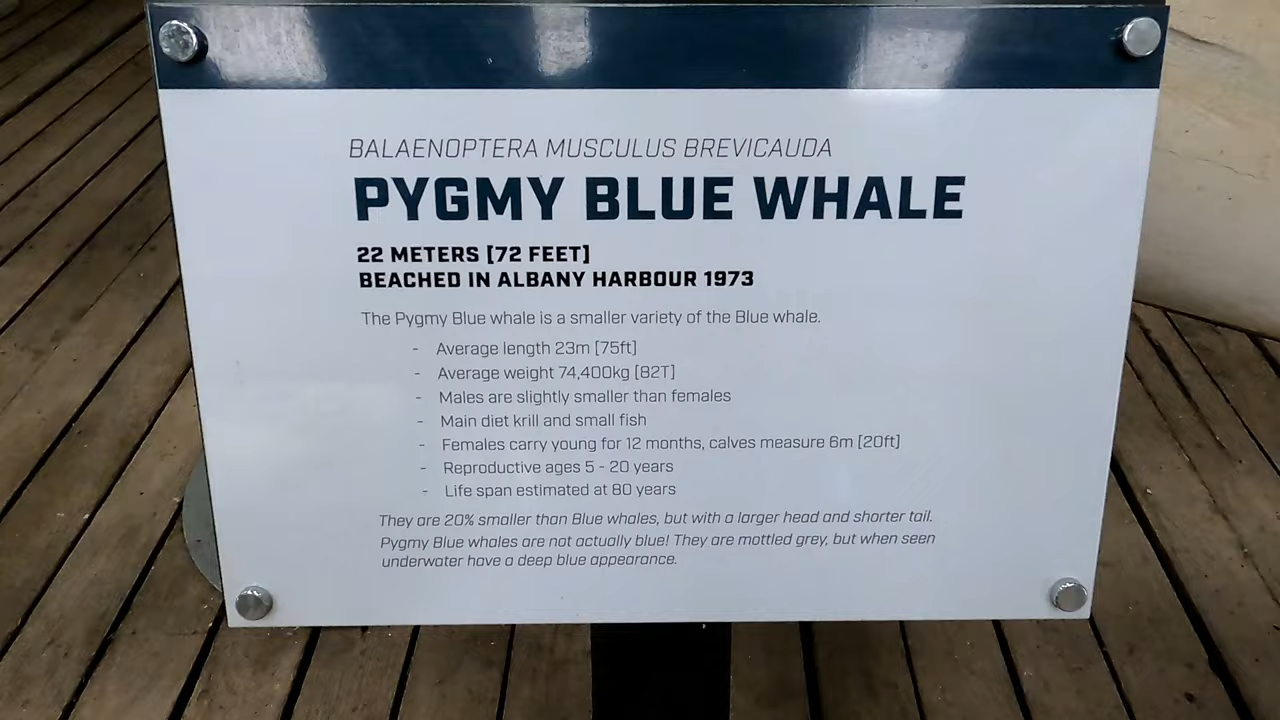 BALAENOPTERA MUSCULUS BREVICAUDA
PYGMY BLUE WHALE
22 METERS [72 FEET]
BEACHED IN ALBANY HARBOUR 1973
The Pygmy Blue whale is a smaller variety of the Blue whale.
- Average length 23m [75ft]
- Average weight 74,400kg [82T]
- Males are slightly smaller than females
- Main diet krill and small fish
- Females carry young for 12 months, calves measure 6m [20ft]
- Reproductive ages 5 - 20 years
- Life span estimated at 80 years
They are 20% smaller than Blue whales, but with a larger head and shorter tail.
Pygmy Blue whales are not actually blue! They are mottled grey, but when seen
underwater have a deep blue appearance.